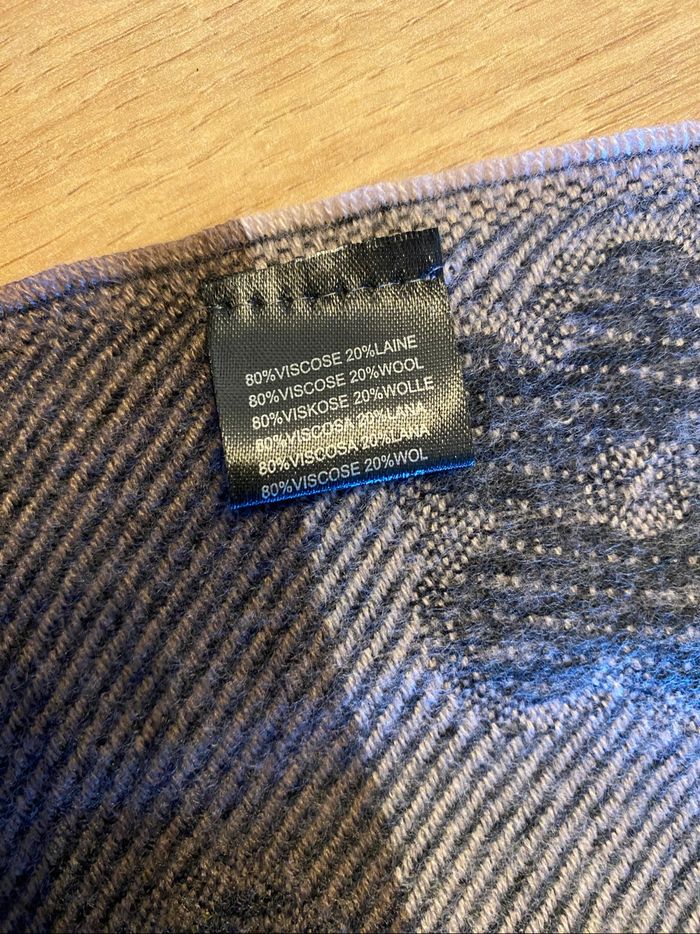 80%VISCOSE 20%LAINE
80%VISCOSE 20%WOOL
80%VISKOSE 20%WOLLE
80%VISCOSA 20%LANA
80%VISCOSA 20%LANA
80%VISCOSE 20%WOL